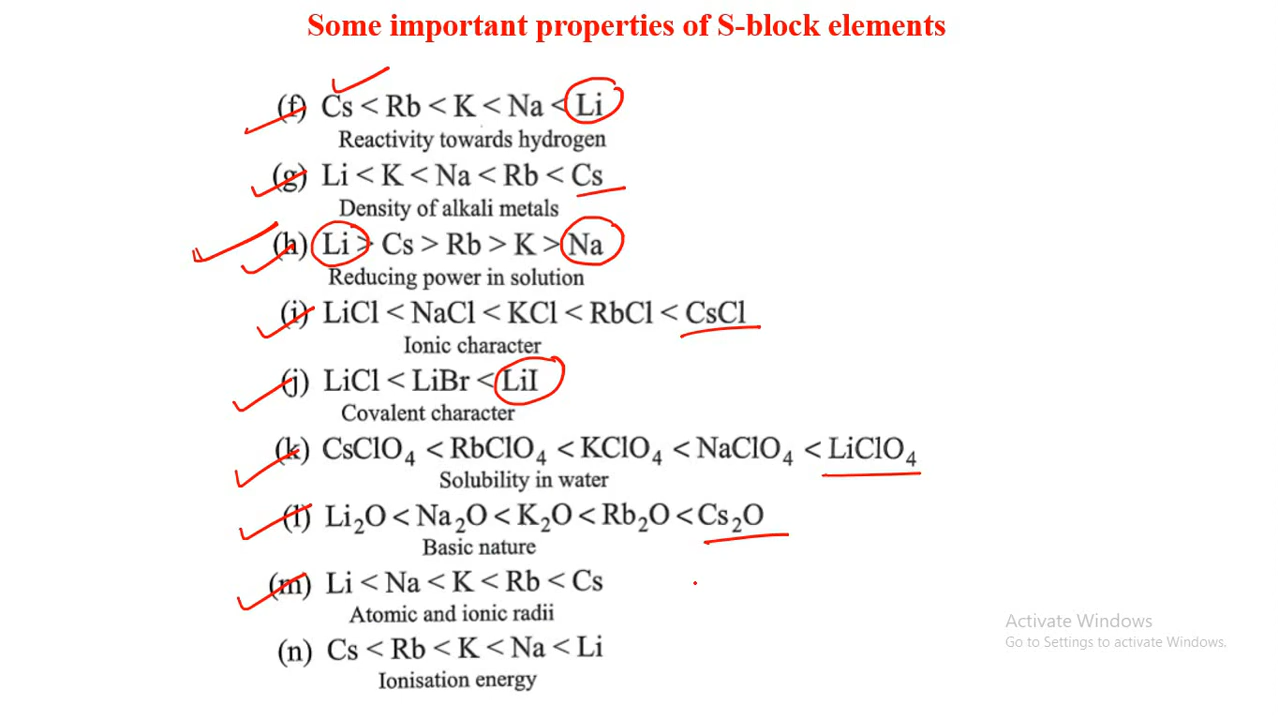 Some important properties of S-block elements
(f) Cs < Rb < K < Na < Li
Reactivity towards hydrogen
(g) Li < K < Na < Rb < Cs
Density of alkali metals
(h) Li > Cs > Rb > K > Na
Reducing power in solution
(i) LiCl < NaCl < KCl < RbCl < CsCl
Ionic character
(j) LiCl < LiBr < LiI
Covalent character
(k) CsClO₄ < RbClO₄ < KClO₄ < NaClO₄ < LiClO₄
Solubility in water
(l) Li₂O < Na₂O < K₂O < Rb₂O < Cs₂O
Basic nature
(m) Li < Na < K < Rb < Cs
Atomic and ionic radii
(n) Cs < Rb < K < Na < Li
Ionisation energy
Activate Windows
Go to Settings to activate Windows.